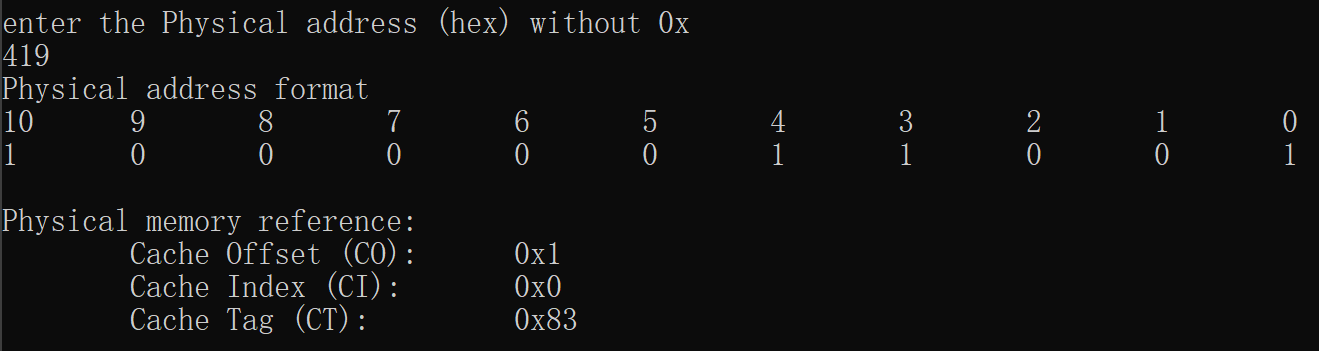 enter the Physical address (hex) without 0x
419
Physical address format
10 9 8 7 6 5 4 3 2 1 0
1 0 0 0 0 0 1 1 0 0 1
Physical memory reference:
Cache Offset (CO): 0x1
Cache Index (CI): 0x0
Cache Tag (CT): 0x83